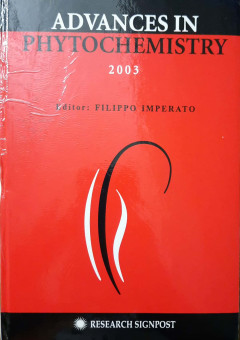 ADVANCES IN
PHYTOCHEMISTRY
2003
Editor: FILIPPO IMPERATO
RESEARCH SIGNPOST